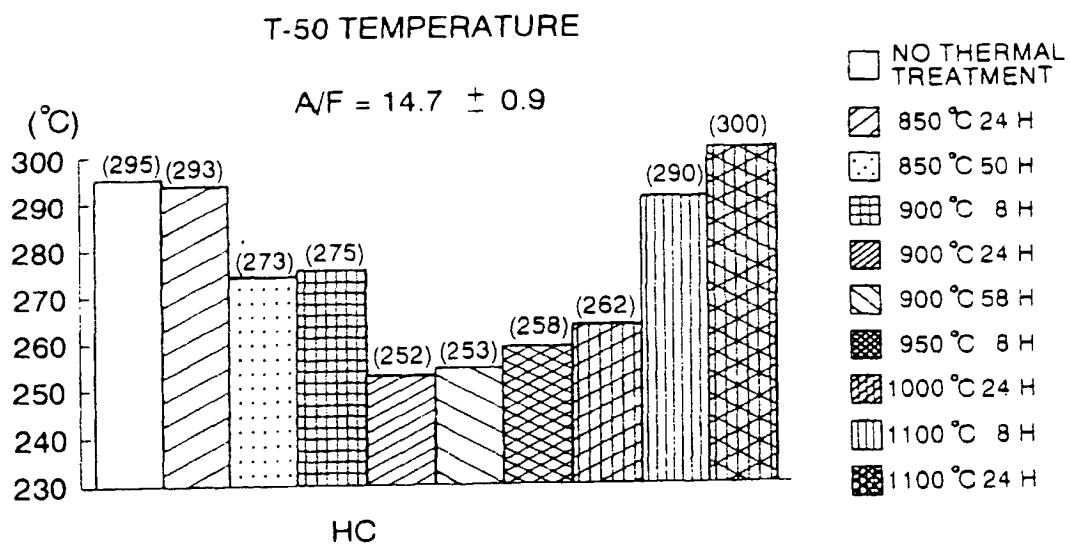 T-50 TEMPERATURE
A/F = 14.7 ± 0.9
(°C)
300
290
280
270
260
250
240
230
(295)
(293)
(273)
(275)
(252)
(253)
(258)
(262)
(290)
(300)
HC
NO THERMAL
TREATMENT
850 °C 24 H
850 °C 50 H
900 °C 8 H
900 °C 24 H
900 °C 58 H
950 °C 8 H
1000 °C 24 H
1100 °C 8 H
1100 °C 24 H